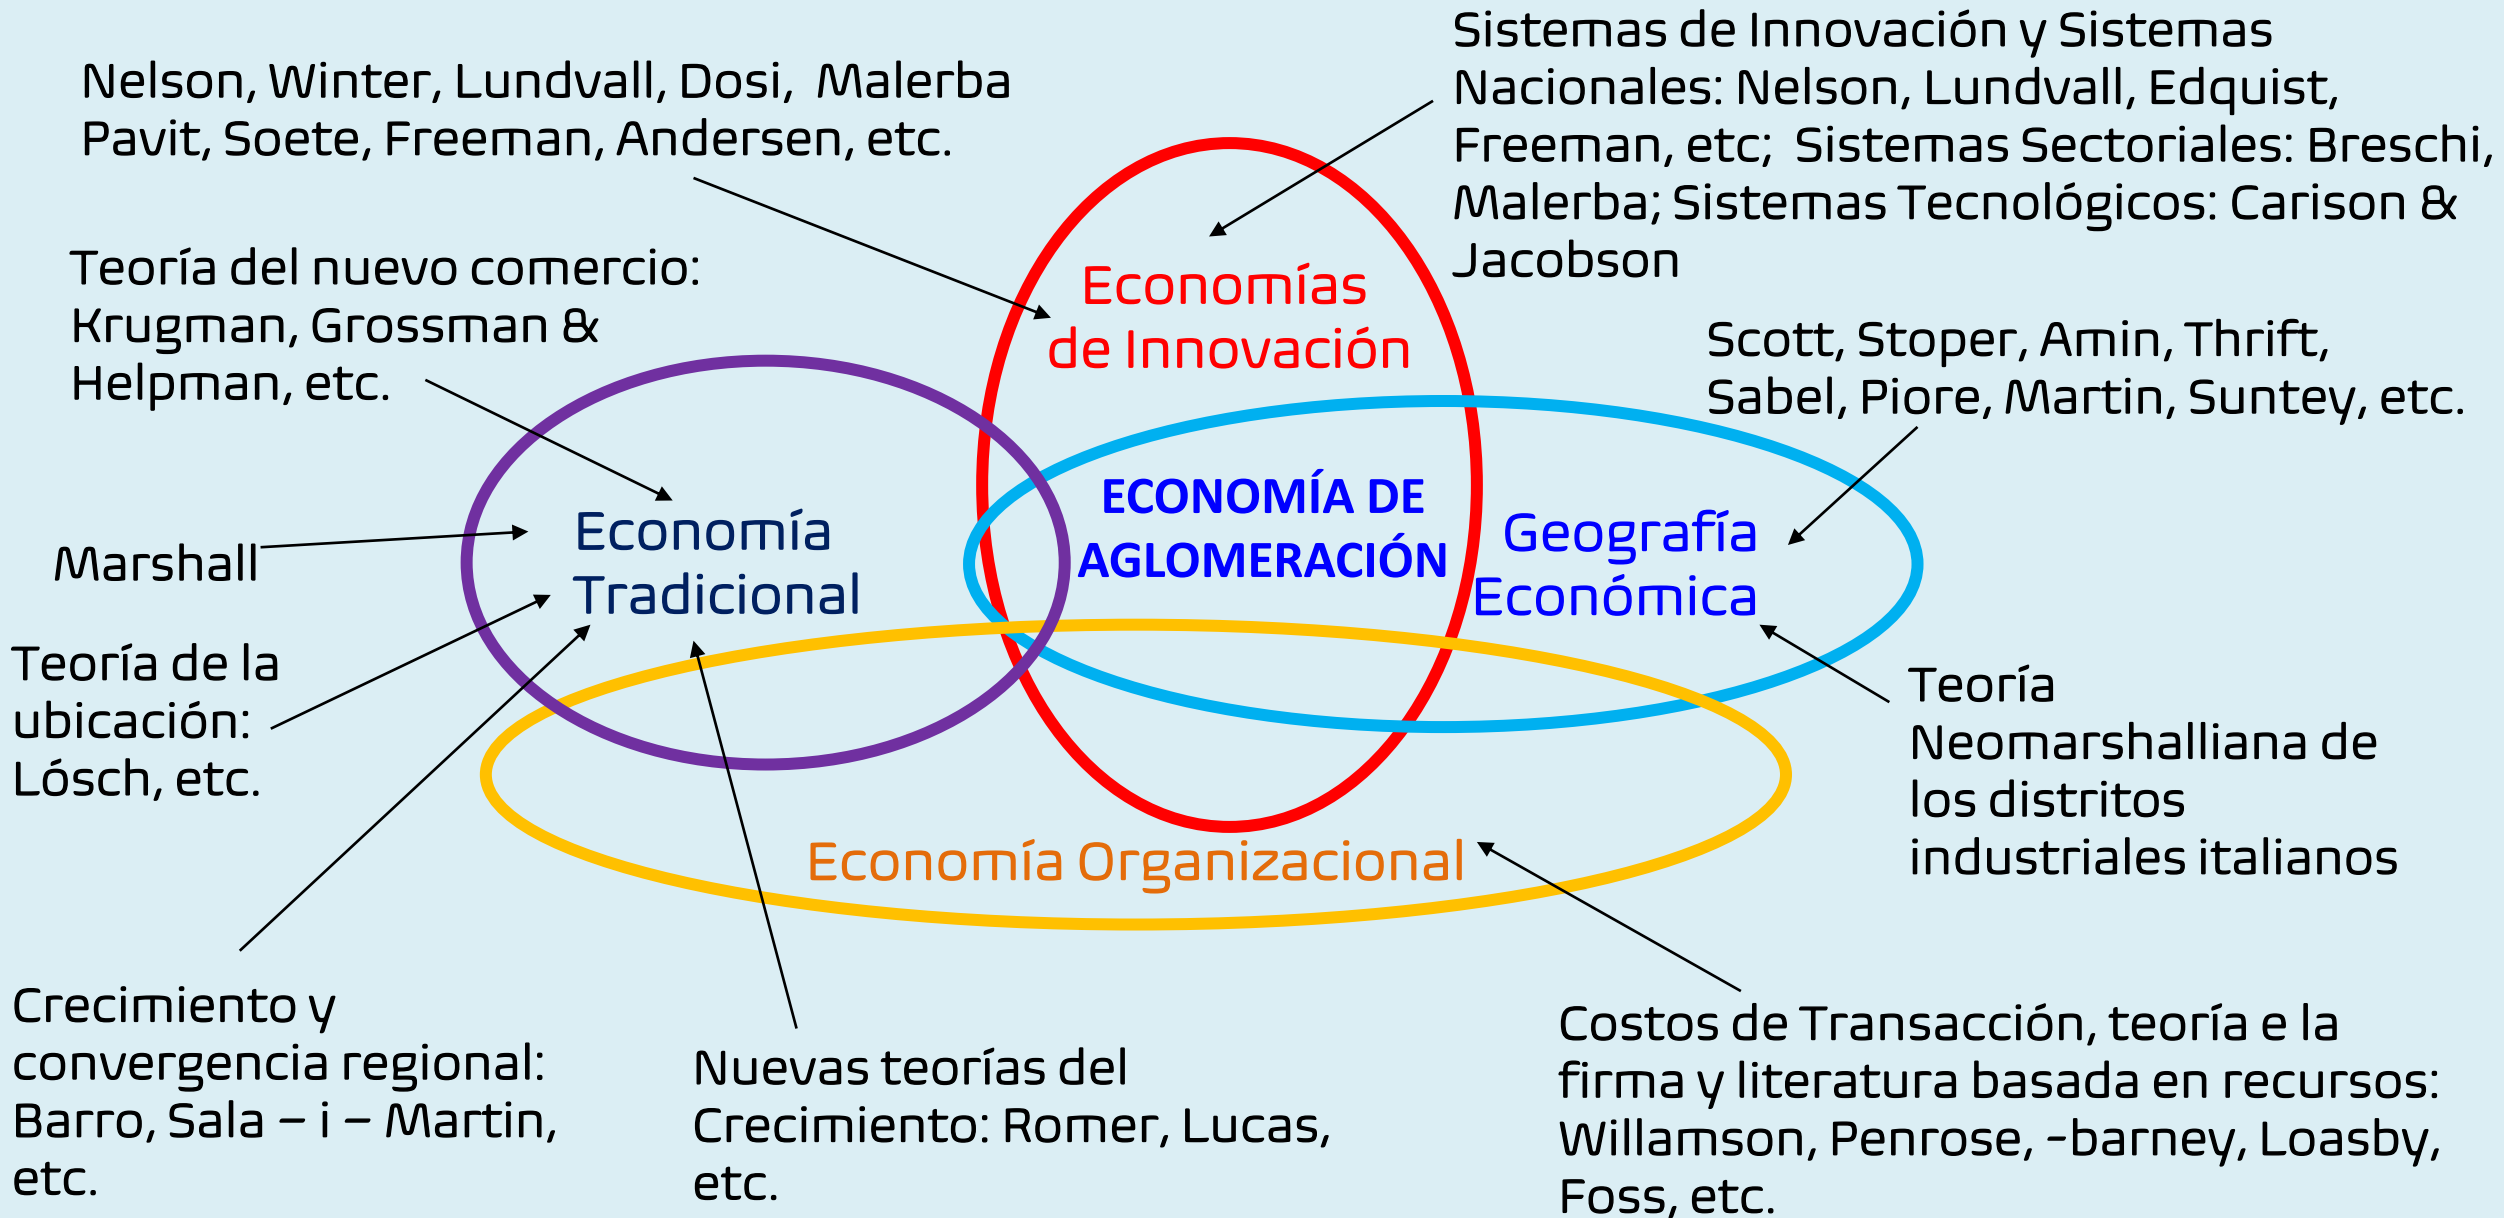 Nelson, Winter, Lundvall, Dosi, Malerba
Pavit, Soete, Freeman, Andersen, etc.
Sistemas de Innovación y Sistemas
Nacionales: Nelson, Lundvall, Edquist,
Freeman, etc; Sistemas Sectoriales: Breschi,
Malerba; Sistemas Tecnológicos: Carison &
Jacobson
Teoría del nuevo comercio:
Krugman, Grossman &
Helpman, etc.
Economías
de Innovación
Scott, Stoper, Amin, Thrift,
Sabel, Piore, Martin, Suntey, etc.
Marshall
Economía
Tradicional
ECONOMÍA DE
AGLOMERACIÓN
Geografía
Económica
Teoría de la
ubicación:
Lósch, etc.
Teoría
Neomarshalliana de
los distritos
industriales italianos
Economía Organizacional
Crecimiento y
convergencia regional:
Barro, Sala – i – Martin,
etc.
Nuevas teorías del
Crecimiento: Romer, Lucas,
etc.
Costos de Transacción, teoría e la
firma y literatura basada en recursos:
Willamson, Penrose, -barney, Loasby,
Foss, etc.